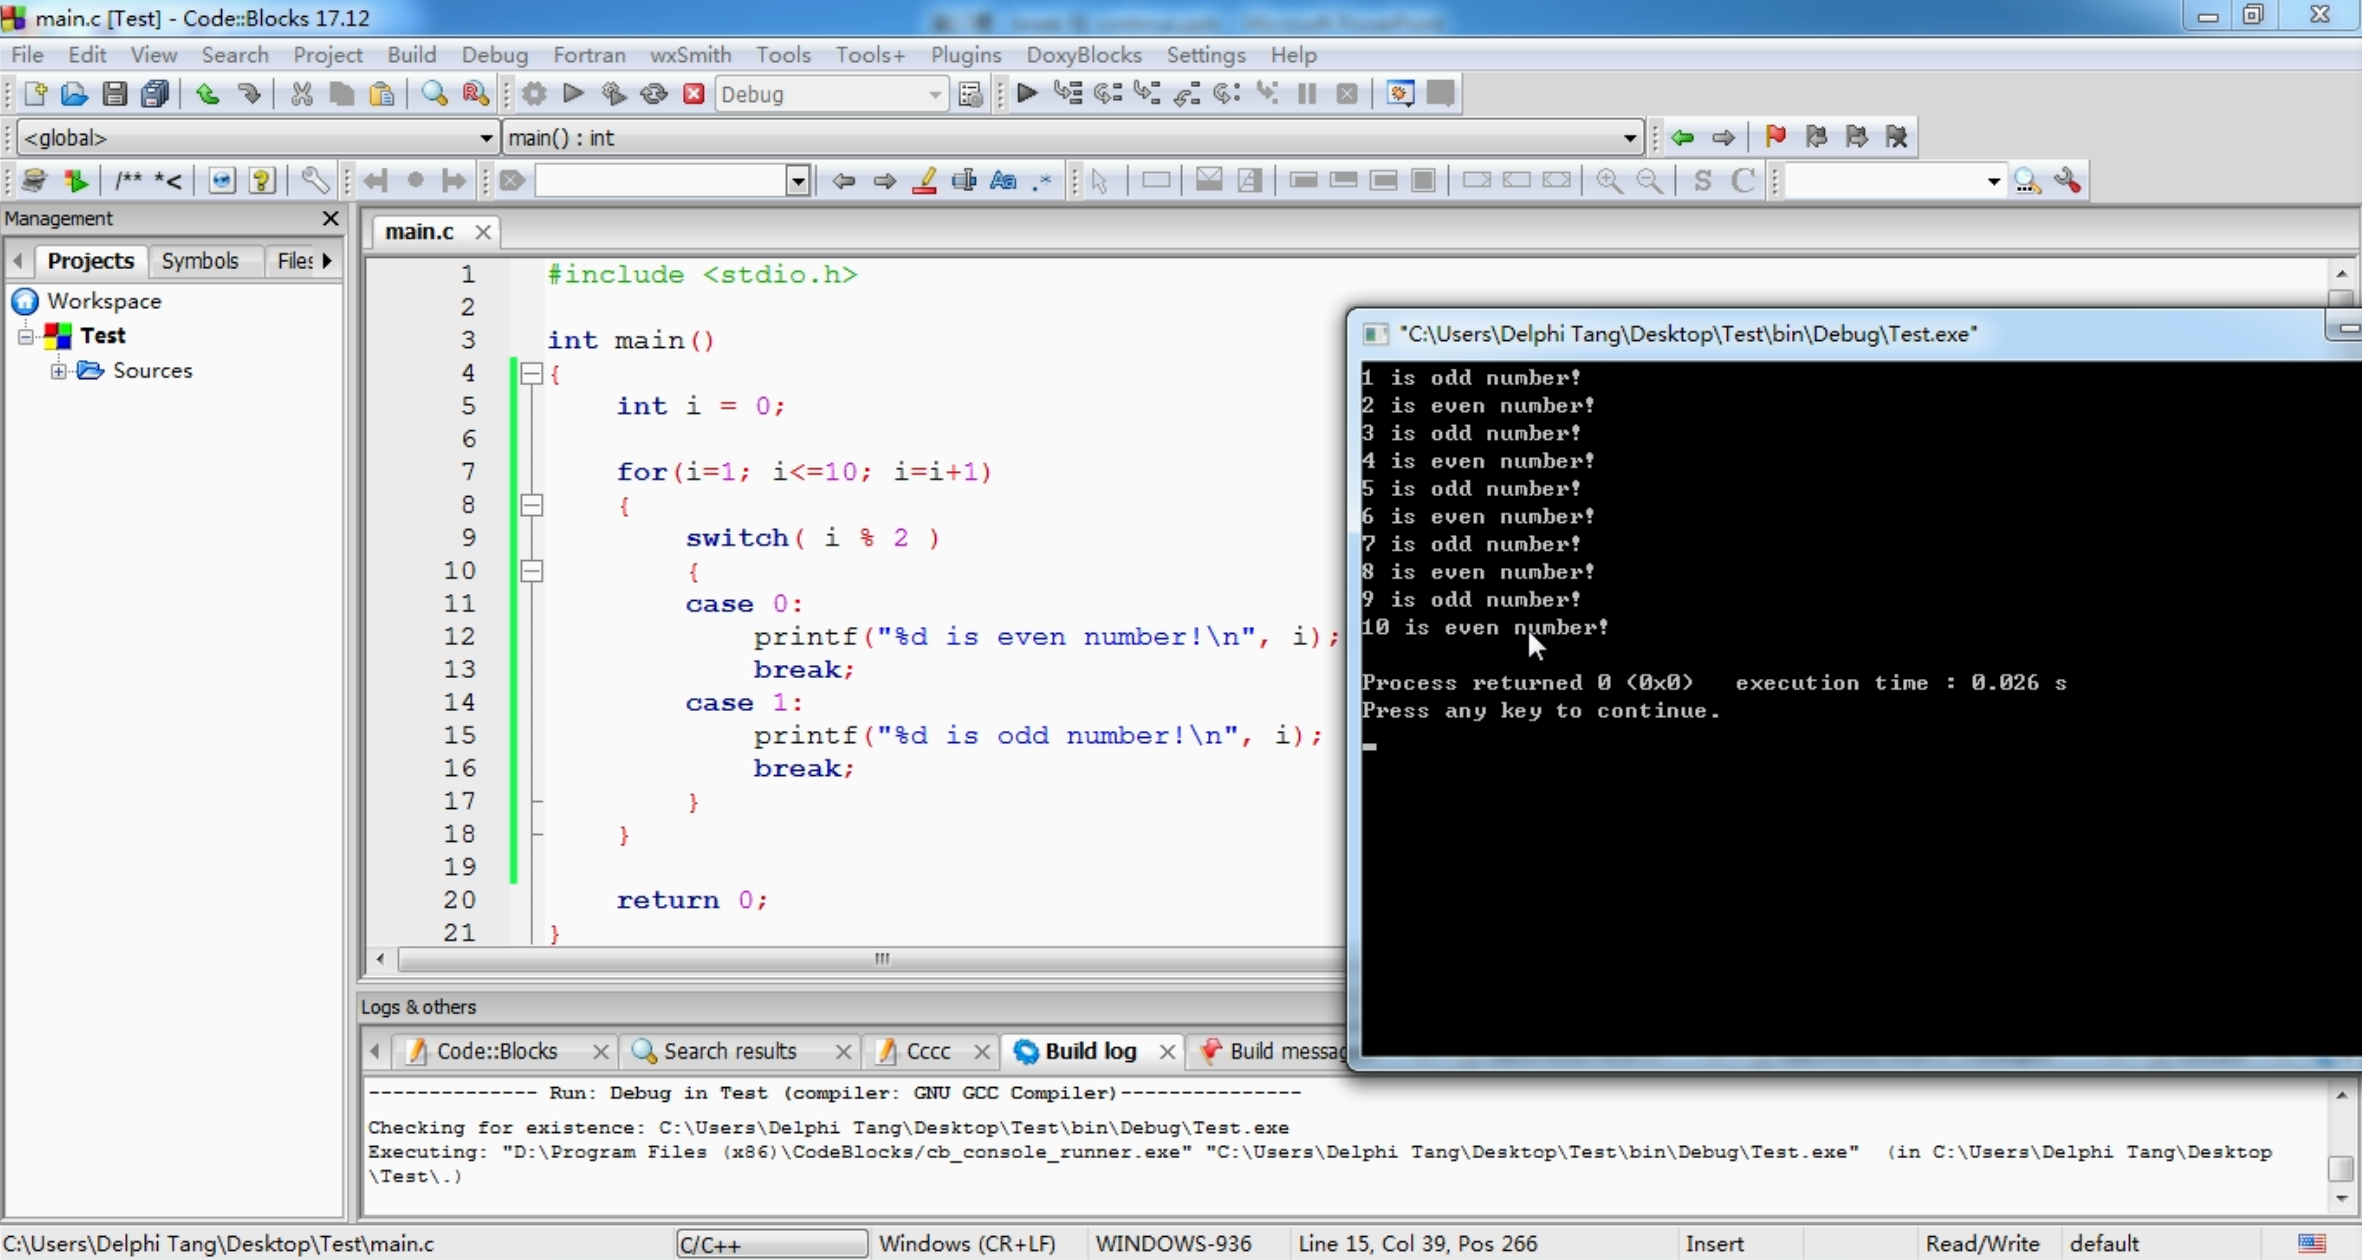 main.c [Test] - Code::Blocks 17.12
File Edit View Search Project Build Debug Fortran wxSmith Tools Tools+ Plugins DoxyBlocks Settings Help
Debug
<global> main() : int
/** *<
Aa .* S C
Management
Projects Symbols Files
Workspace
Test
Sources
main.c
1 #include <stdio.h>
2
3 int main()
4 {
5 int i = 0;
6
7 for(i=1; i<=10; i=i+1)
8 {
9 switch( i % 2 )
10 {
11 case 0:
12 printf("%d is even number!\n", i);
13 break;
14 case 1:
15 printf("%d is odd number!\n", i);
16 break;
17 }
18 }
19
20 return 0;
21 }
"C:\Users\Delphi Tang\Desktop\Test\bin\Debug\Test.exe"
1 is odd number!
2 is even number!
3 is odd number!
4 is even number!
5 is odd number!
6 is even number!
7 is odd number!
8 is even number!
9 is odd number!
10 is even number!
Process returned 0 (0x0) execution time : 0.026 s
Press any key to continue.
Logs & others
Code::Blocks Search results Cccc Build log Build messag
-------------- Run: Debug in Test (compiler: GNU GCC Compiler)---------------
Checking for existence: C:\Users\Delphi Tang\Desktop\Test\bin\Debug\Test.exe
Executing: "D:\Program Files (x86)\CodeBlocks/cb_console_runner.exe" "C:\Users\Delphi Tang\Desktop\Test\bin\Debug\Test.exe" (in C:\Users\Delphi Tang\Desktop
\Test\.)
C:\Users\Delphi Tang\Desktop\Test\main.c C/C++ Windows (CR+LF) WINDOWS-936 Line 15, Col 39, Pos 266 Insert Read/Write default